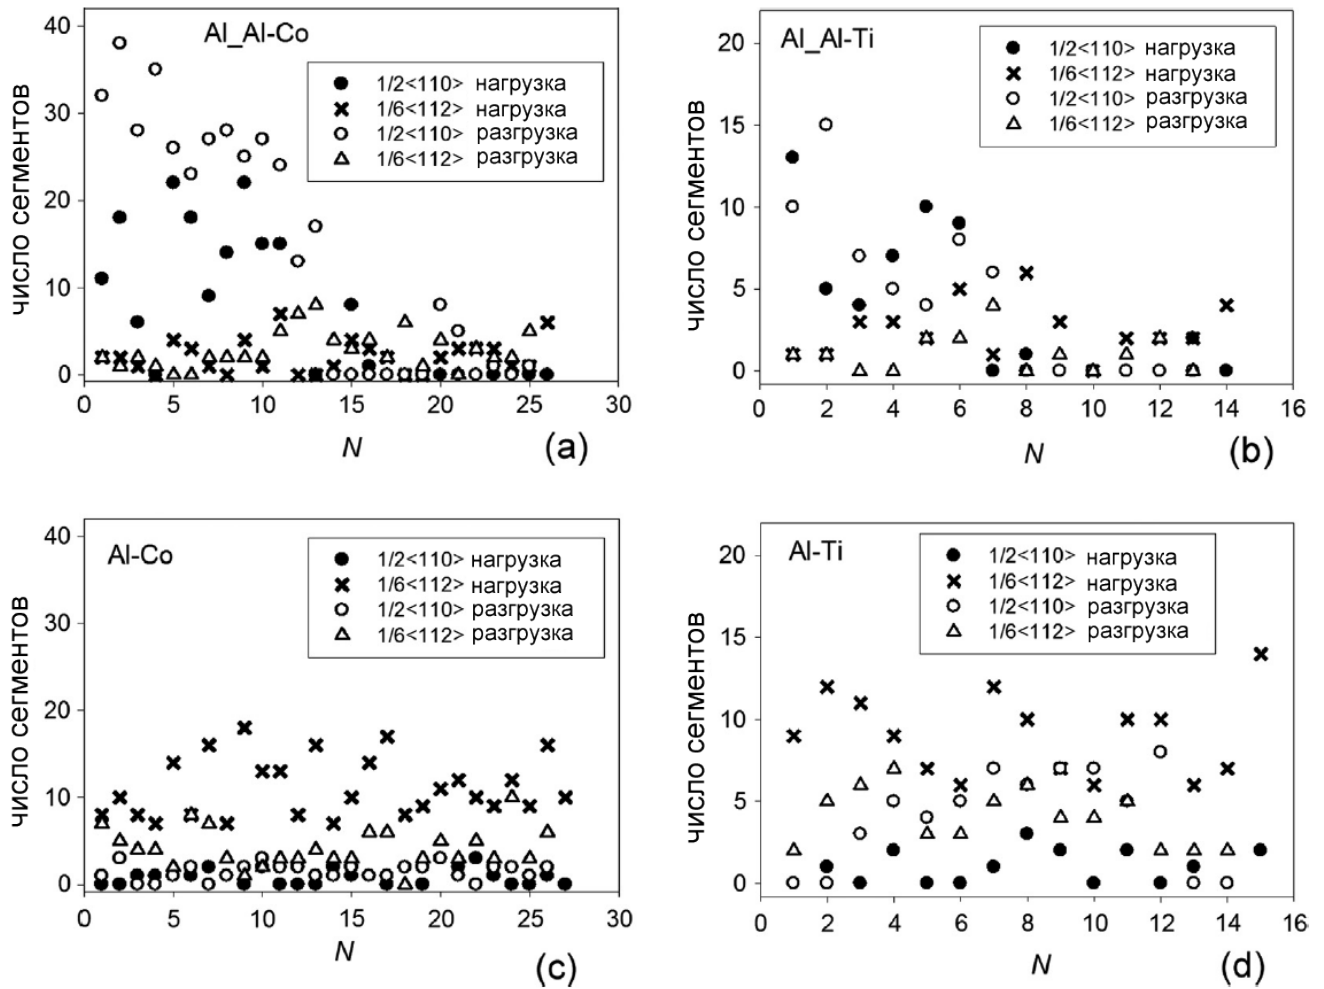 Al_Al-Co
1/2<110> нагрузка
1/6<112> нагрузка
1/2<110> разгрузка
1/6<112> разгрузка
число сегментов
40
30
20
10
0
0 5 10 15 20 25 30
N
(a)
Al_Al-Ti
1/2<110> нагрузка
1/6<112> нагрузка
1/2<110> разгрузка
1/6<112> разгрузка
число сегментов
20
15
10
5
0
0 2 4 6 8 10 12 14 16
N
(b)
Al-Co
1/2<110> нагрузка
1/6<112> нагрузка
1/2<110> разгрузка
1/6<112> разгрузка
число сегментов
40
30
20
10
0
0 5 10 15 20 25 30
N
(c)
Al-Ti
1/2<110> нагрузка
1/6<112> нагрузка
1/2<110> разгрузка
1/6<112> разгрузка
число сегментов
20
15
10
5
0
0 2 4 6 8 10 12 14 16
N
(d)